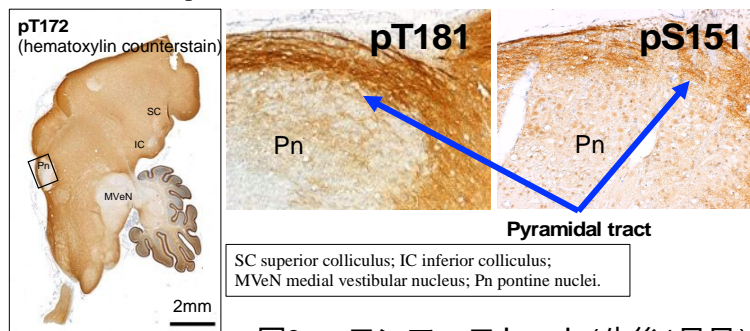 pT172
(hematoxylin counterstain)
SC
IC
Pn
MVeN
2mm
pT181
Pn
pS151
Pn
Pyramidal tract
SC superior colliculus; IC inferior colliculus;
MVeN medial vestibular nucleus; Pn pontine nuclei.